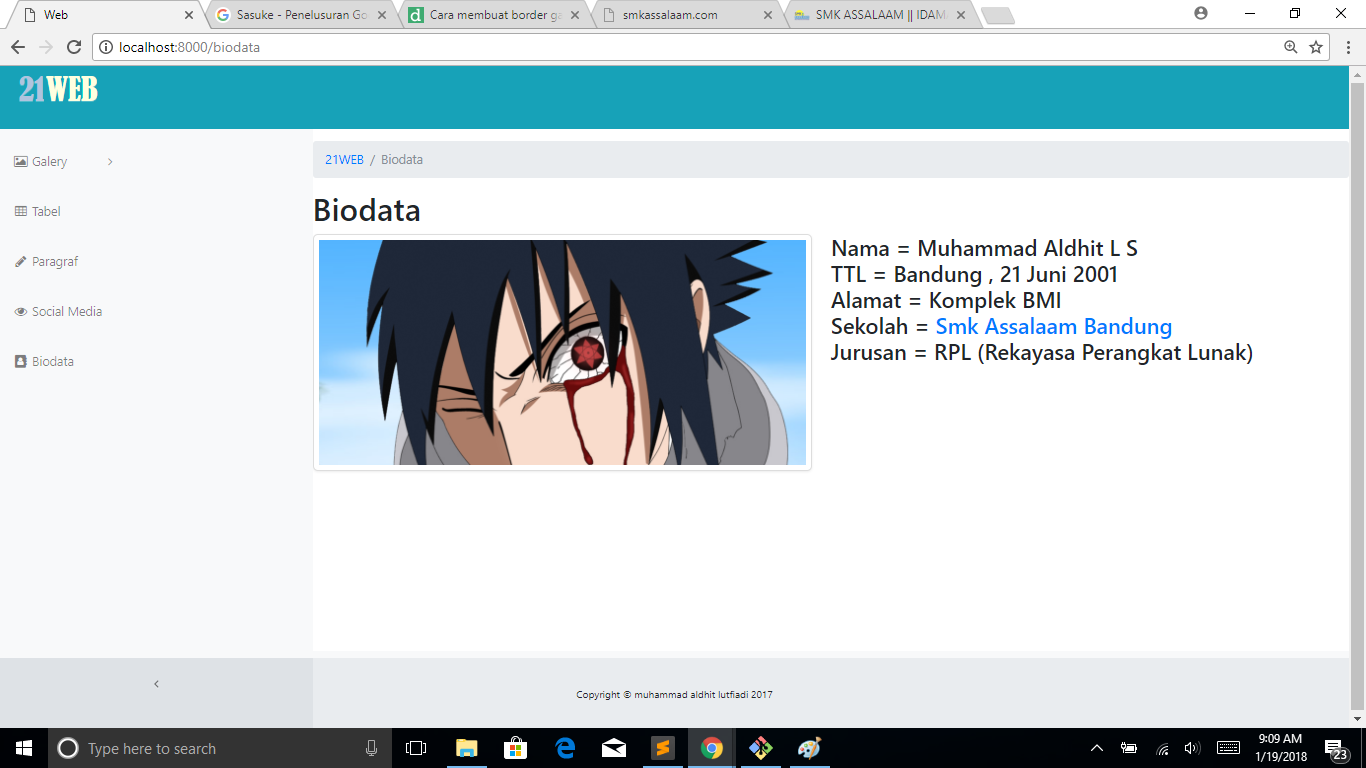 Web
Sasuke - Penelusuran Go
Cara membuat border ga
smkassalaam.com
SMK ASSALAAM || IDAM
localhost:8000/biodata
21WEB
Galery
Tabel
Paragraf
Social Media
Biodata
21WEB / Biodata
Biodata
Nama = Muhammad Aldhit L S
TTL = Bandung , 21 Juni 2001
Alamat = Komplek BMI
Sekolah = Smk Assalaam Bandung
Jurusan = RPL (Rekayasa Perangkat Lunak)
Copyright © muhammad aldhit lutfiadi 2017
Type here to search
9:09 AM
1/19/2018
23